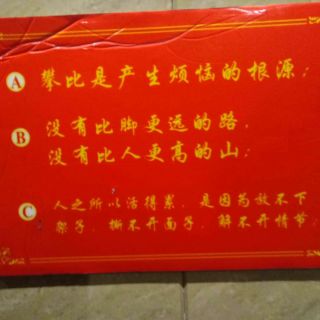 A 攀比是产生烦恼的根源;
B 没有比脚更远的路,
没有比人更高的山;
C 人之所以活得累,是因为放不下
架子,撕不开面子,解不开情节;